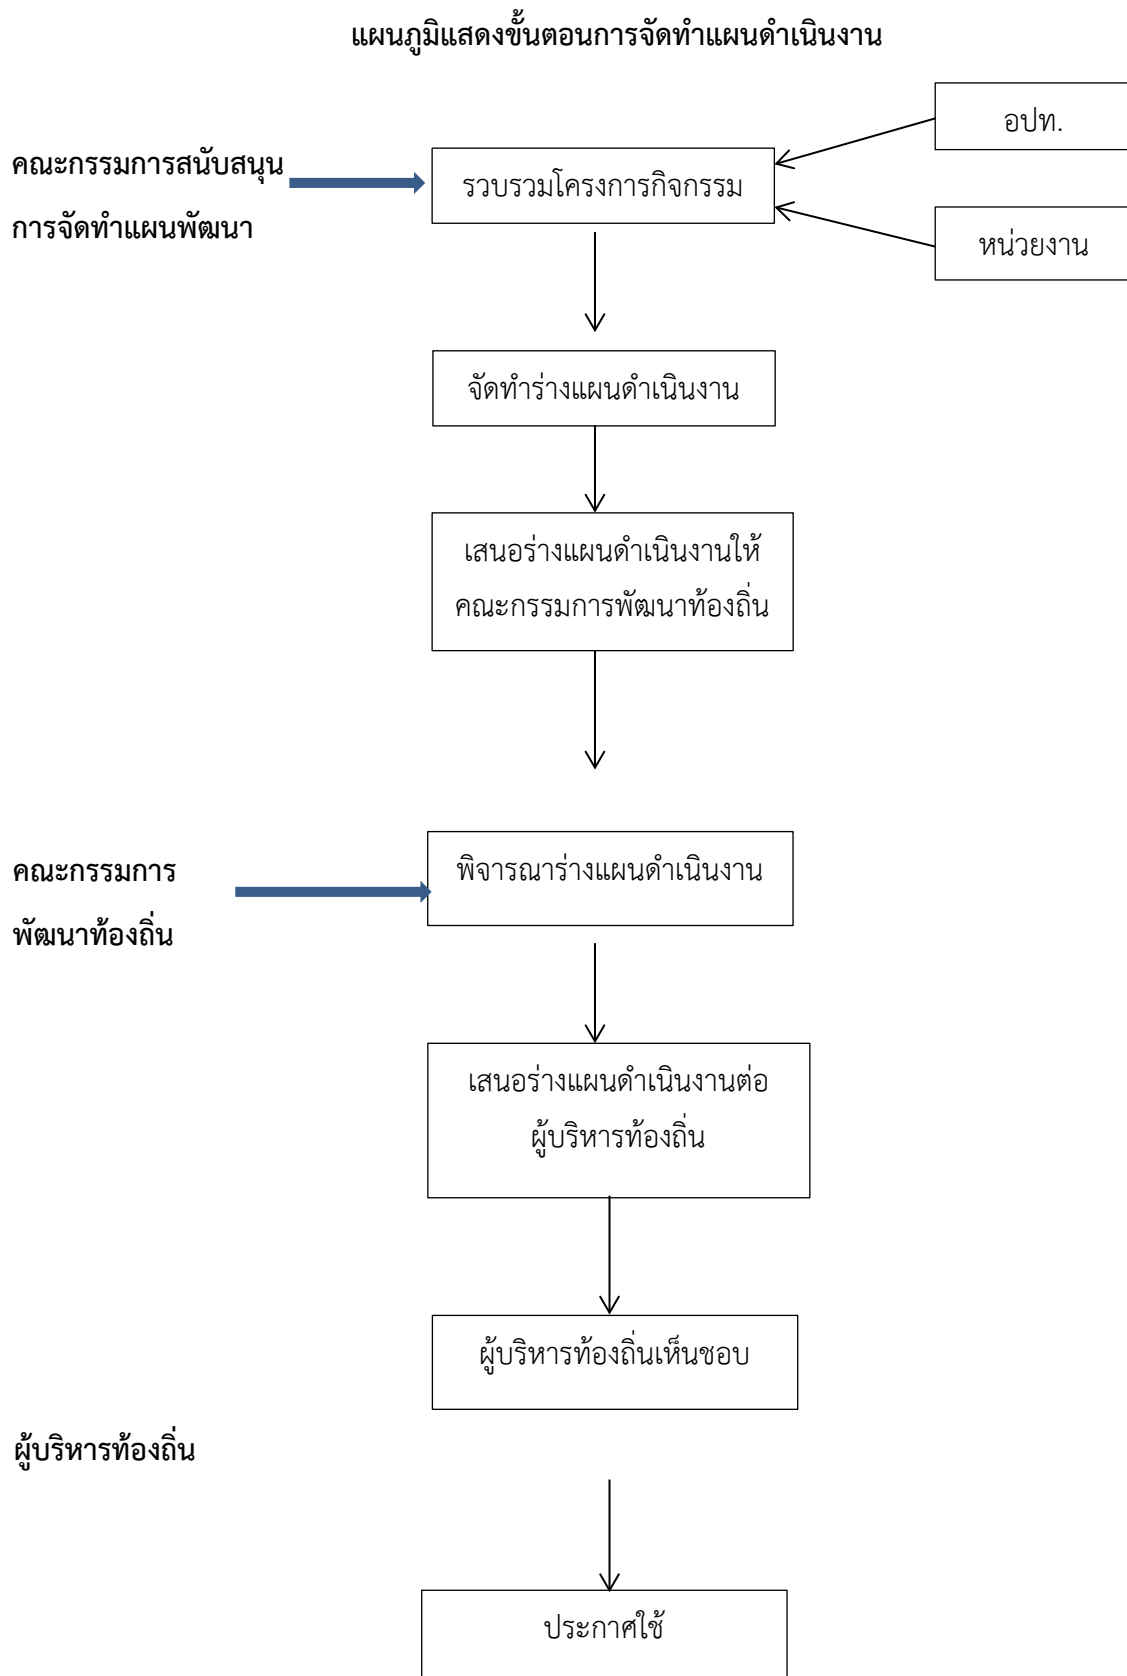 แผนภูมิแสดงขั้นตอนการจัดทำแผนดำเนินงาน
อปท.
คณะกรรมการสนับสนุน
การจัดทำแผนพัฒนา
รวบรวมโครงการกิจกรรม
หน่วยงาน
จัดทำร่างแผนดำเนินงาน
เสนอร่างแผนดำเนินงานให้
คณะกรรมการพัฒนาท้องถิ่น
คณะกรรมการ
พัฒนาท้องถิ่น
พิจารณาร่างแผนดำเนินงาน
เสนอร่างแผนดำเนินงานต่อ
ผู้บริหารท้องถิ่น
ผู้บริหารท้องถิ่นเห็นชอบ
ผู้บริหารท้องถิ่น
ประกาศใช้